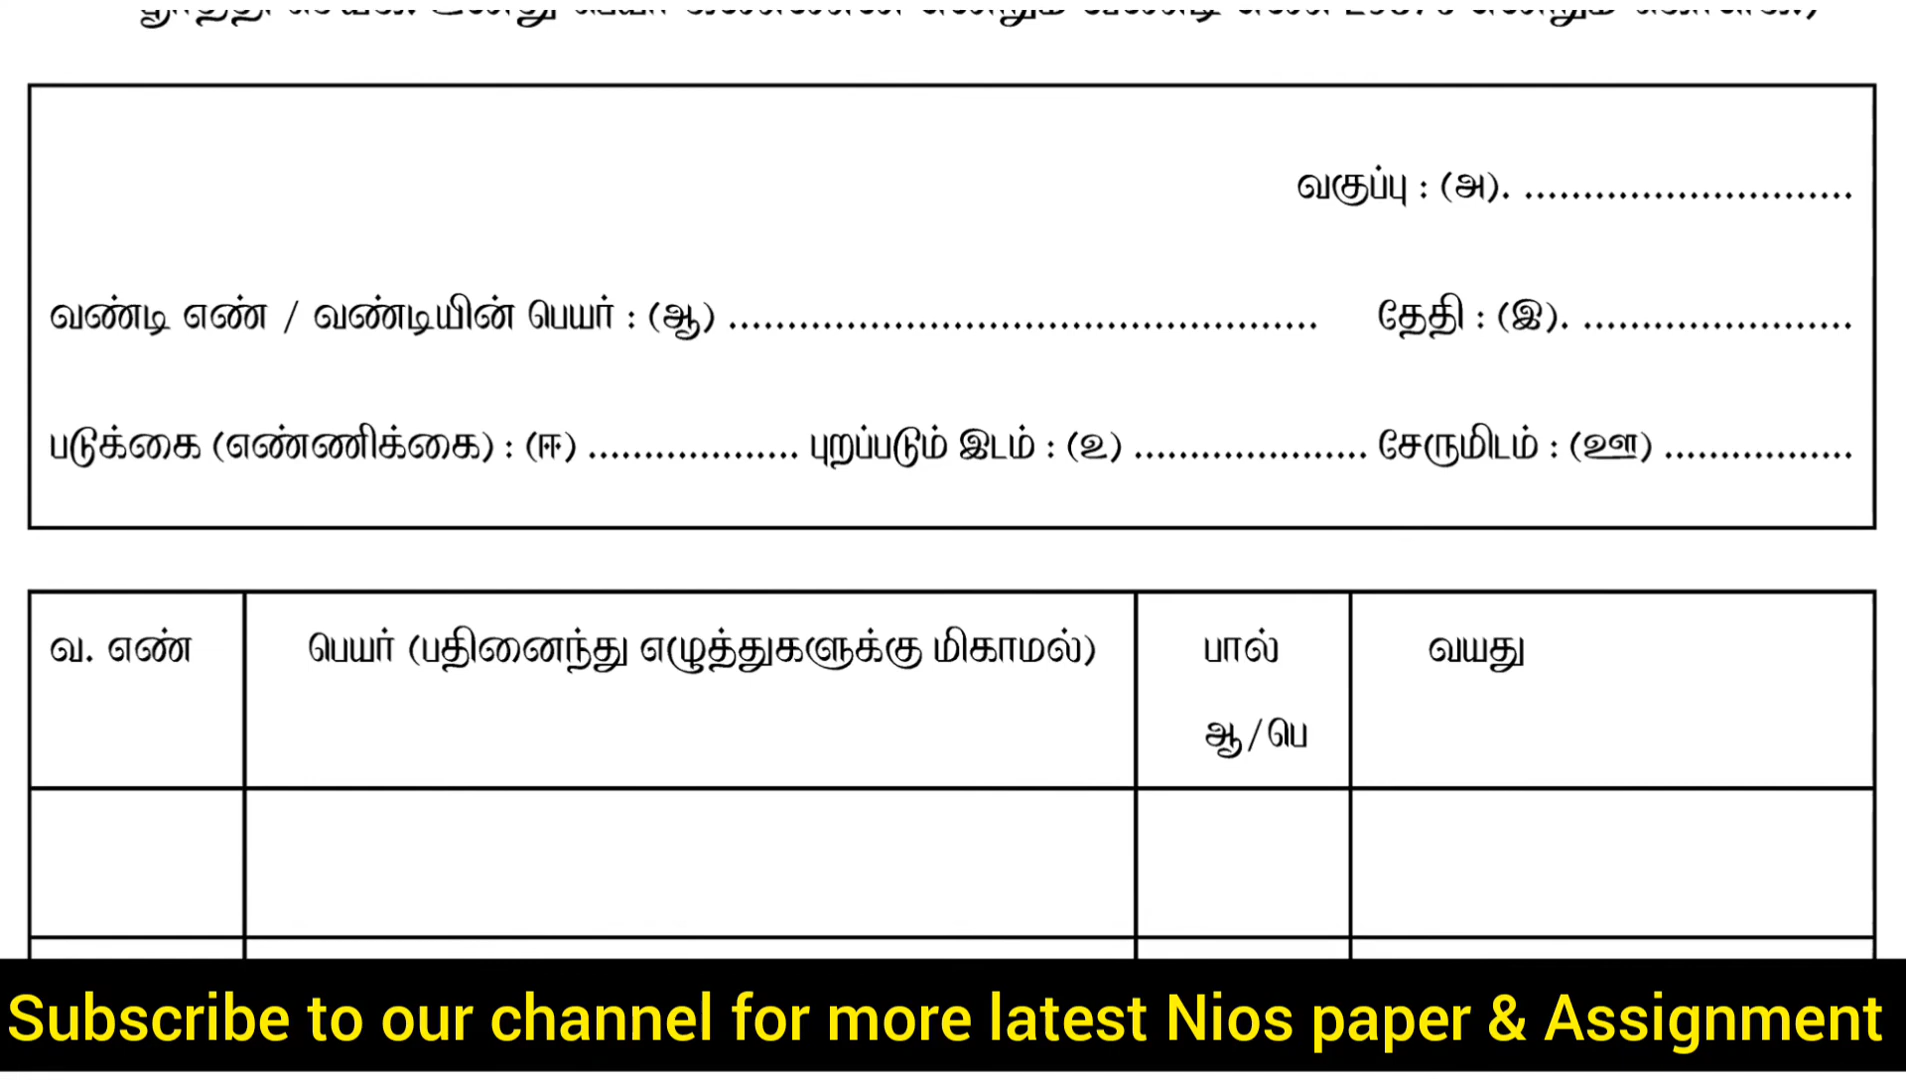 வகுப்பு : (அ). ............................
வண்டி எண் / வண்டியின் பெயர் : (ஆ) .................................................. தேதி : (இ). .......................
படுக்கை (எண்ணிக்கை) : (ஈ) .................. புறப்படும் இடம் : (உ) .................... சேருமிடம் : (ஊ) ................
வ. எண் பெயர் (பதினைந்து எழுத்துகளுக்கு மிகாமல்) பால் வயது
ஆ/பெ
Subscribe to our channel for more latest Nios paper & Assignment